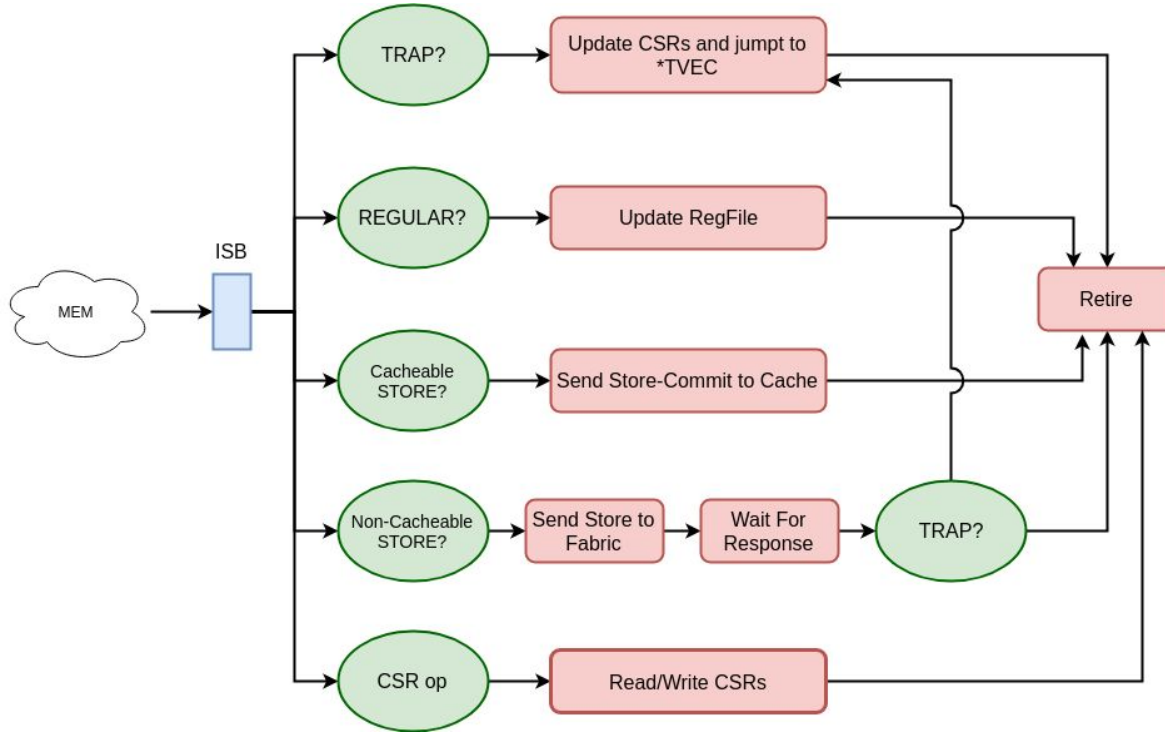 TRAP?
Update CSRs and jumpt to
*TVEC
REGULAR?
Update RegFile
ISB
MEM
Retire
Cacheable
STORE?
Send Store-Commit to Cache
Non-Cacheable
STORE?
Send Store to
Fabric
Wait For
Response
TRAP?
CSR op
Read/Write CSRs